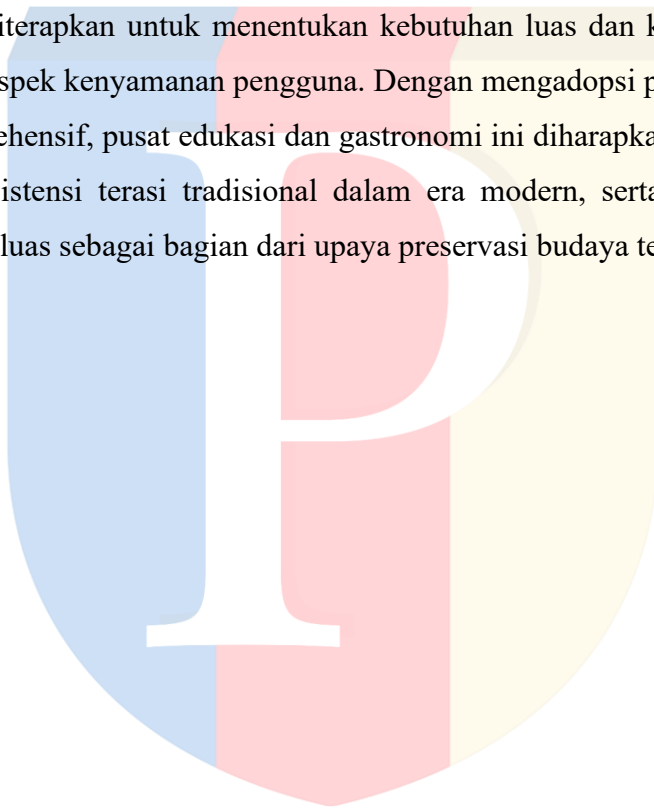 iterapkan untuk menentukan kebutuhan luas dan k
spek kenyamanan pengguna. Dengan mengadopsi p
ehensif, pusat edukasi dan gastronomi ini diharapka
istensi terasi tradisional dalam era modern, serta
luas sebagai bagian dari upaya preservasi budaya te
P